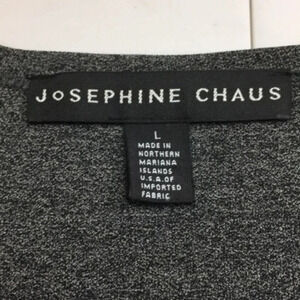 JoSEPHINE CHAUS
L
MADE IN
NORTHERN
MARIANA
ISLANDS
U.S.A.OF
IMPORTED
FABRIC